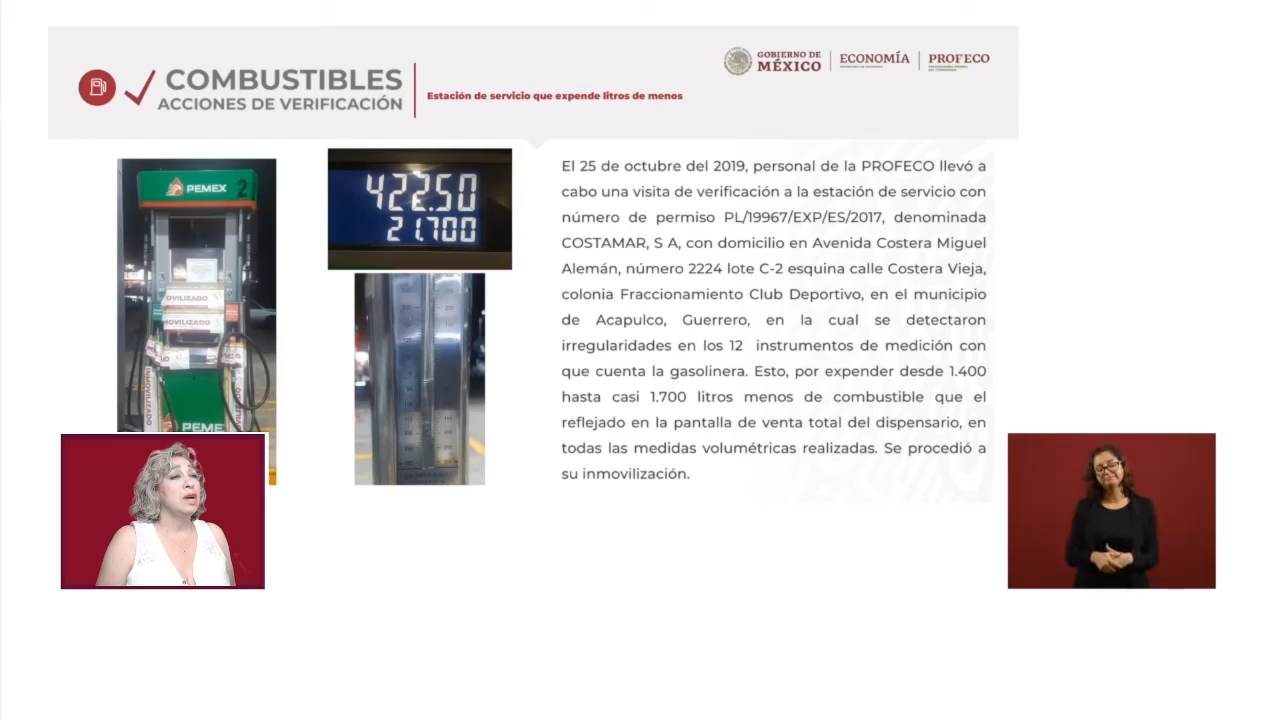 COMBUSTIBLES
ACCIONES DE VERIFICACIÓN
Estación de servicio que expende litros de menos
GOBIERNO DE
MÉXICO
ECONOMÍA
PROFECO
PEMEX 2
OVILIZADO
MOVILIZADO
INMOVILIZADO
PEME
422.50
21.700
El 25 de octubre del 2019, personal de la PROFECO llevó a
cabo una visita de verificación a la estación de servicio con
número de permiso PL/19967/EXP/ES/2017, denominada
COSTAMAR, S A, con domicilio en Avenida Costera Miguel
Alemán, número 2224 lote C-2 esquina calle Costera Vieja,
colonia Fraccionamiento Club Deportivo, en el municipio
de Acapulco, Guerrero, en la cual se detectaron
irregularidades en los 12 instrumentos de medición con
que cuenta la gasolinera. Esto, por expender desde 1.400
hasta casi 1.700 litros menos de combustible que el
reflejado en la pantalla de venta total del dispensario, en
todas las medidas volumétricas realizadas. Se procedió a
su inmovilización.